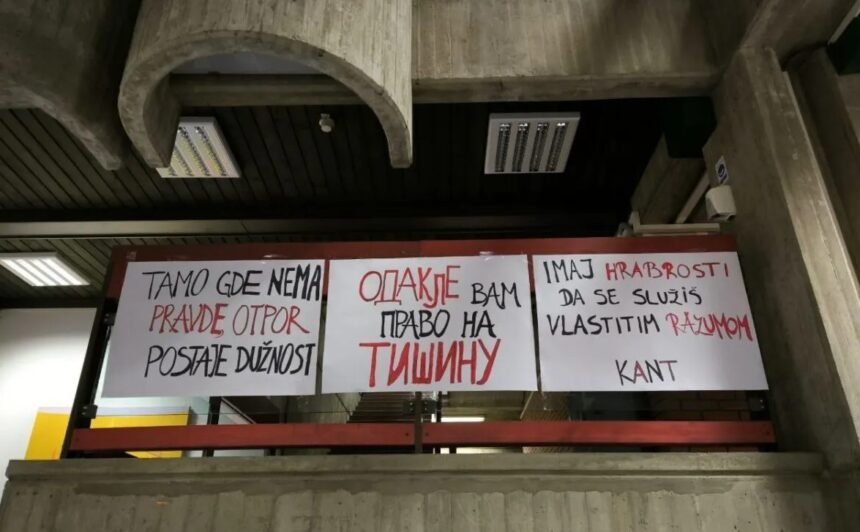 TAMO GDE NEMA
PRAVDE, OTPOR
POSTAJE DUŽNOST
ОДАКЛЕ ВАМ
ПРАВО НА
ТИШИНУ
IMAJ HRABROSTI
DA SE SLUŽIŠ
VLASTITIM RAZUMOM
KANT